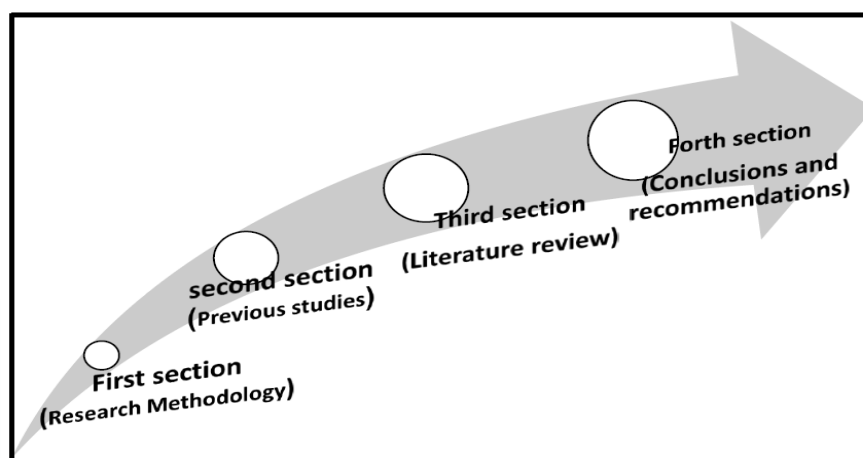 First section
(Research Methodology)
second section
(Previous studies)
Third section
(Literature review)
Forth section
(Conclusions and
recommendations)